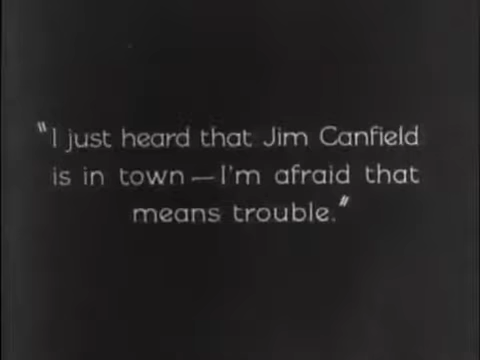 "I just heard that Jim Canfield
is in town — I'm afraid that
means trouble."